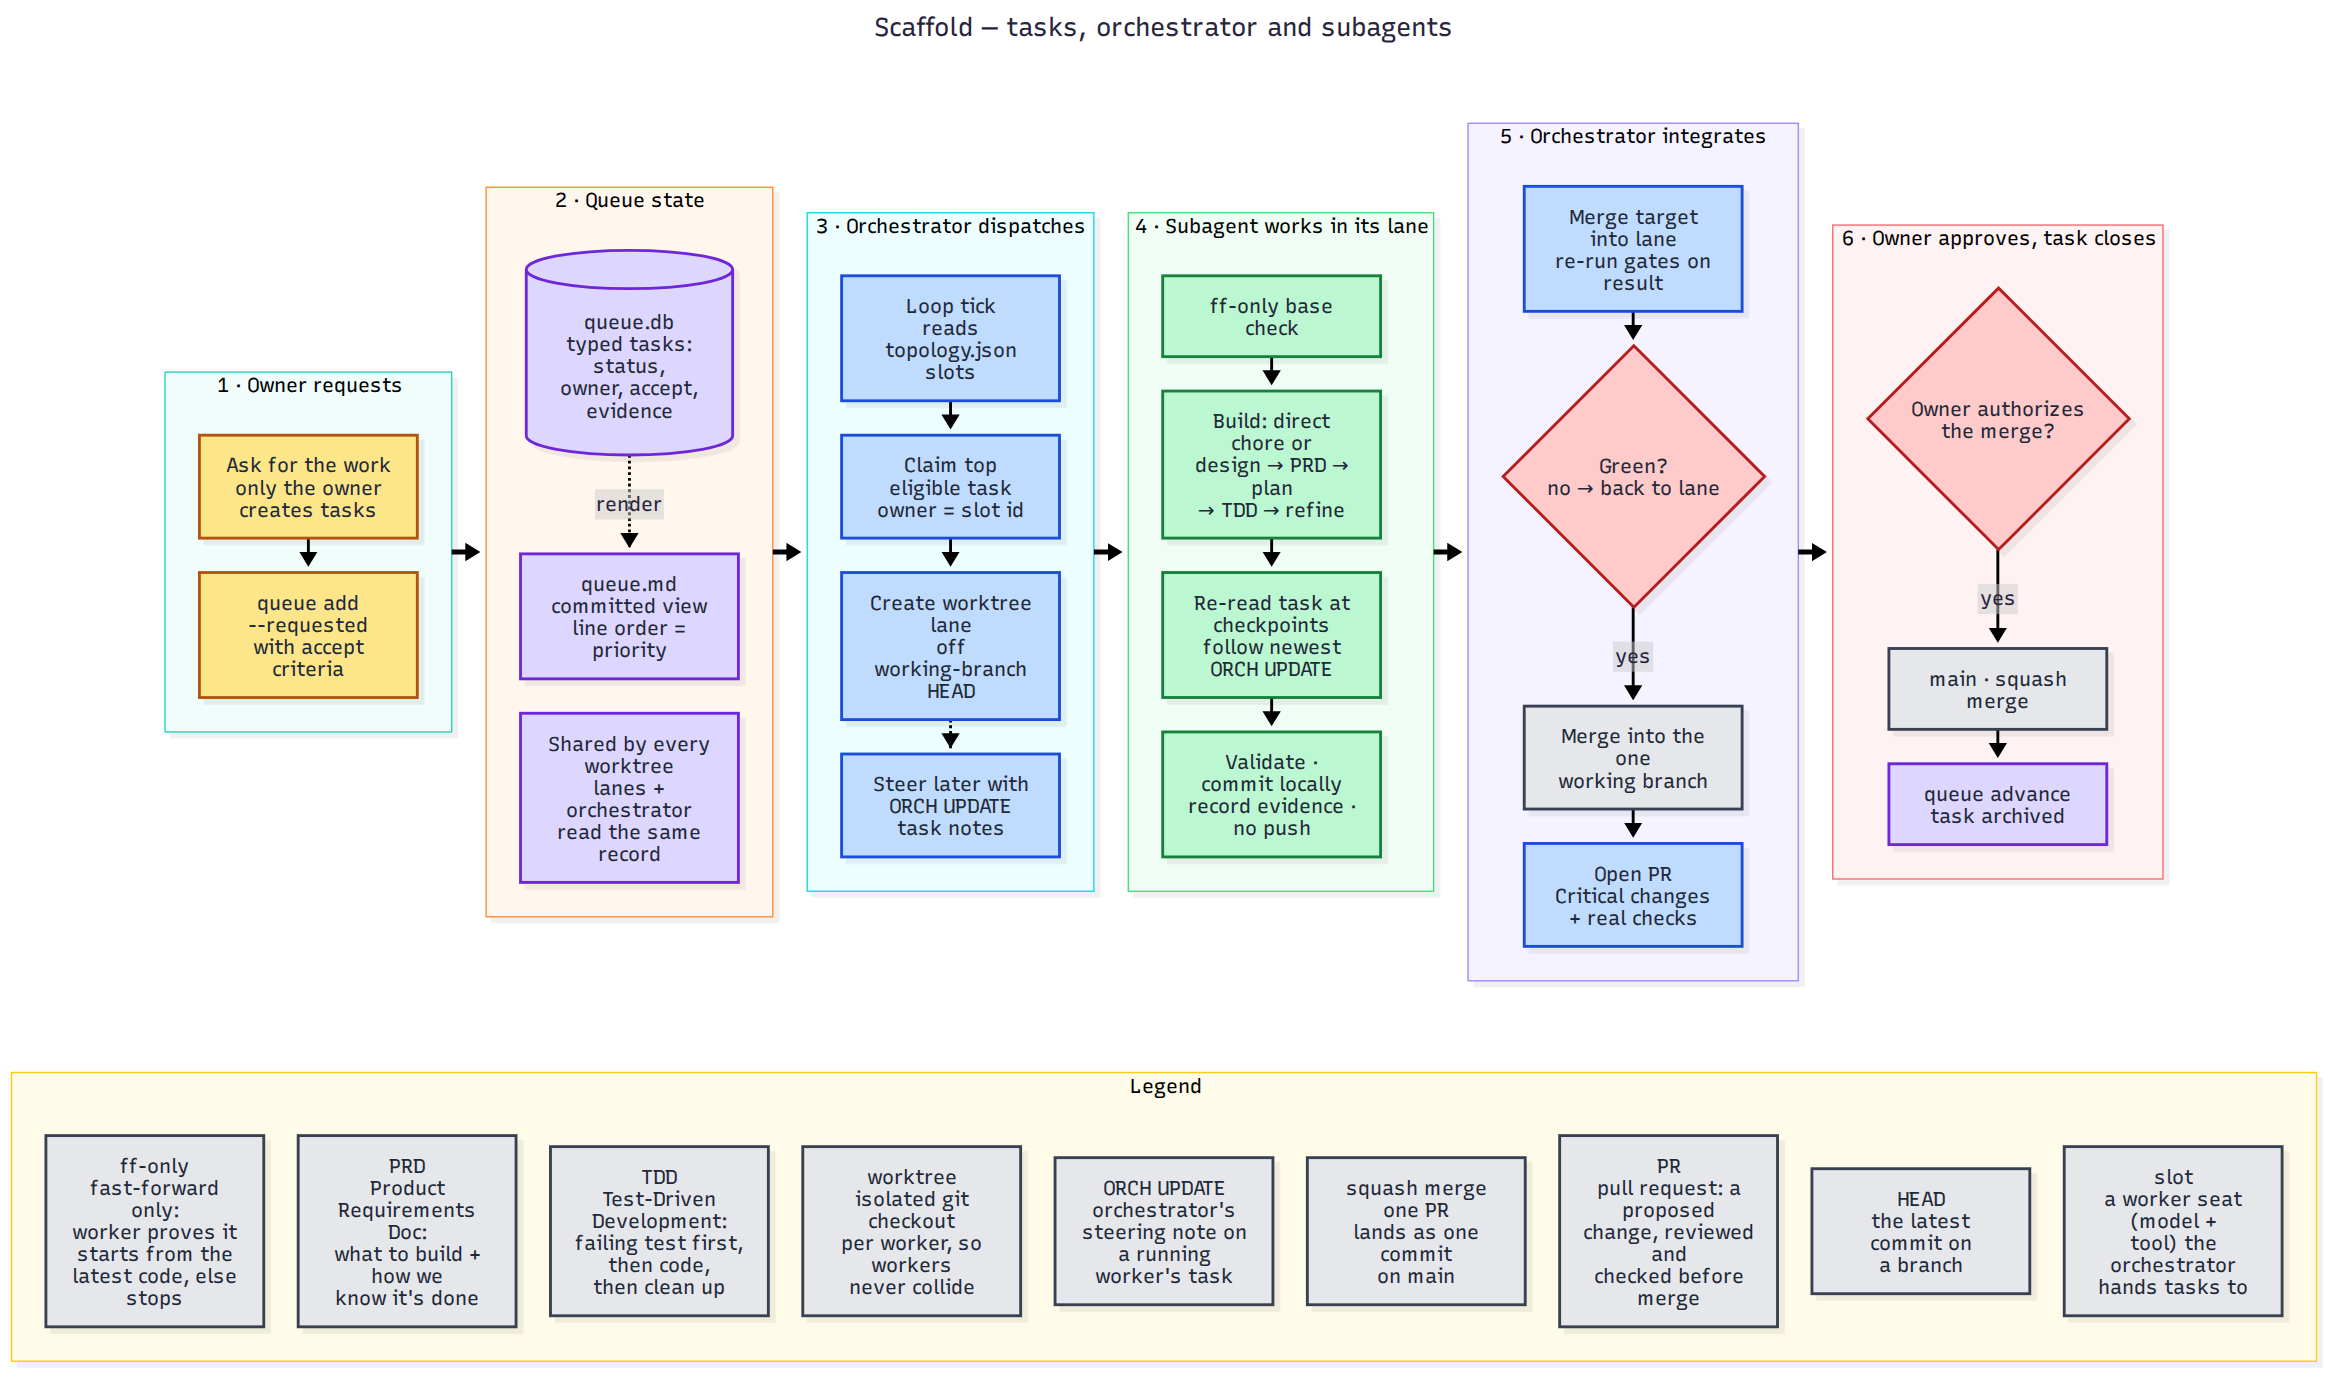 Scaffold – tasks, orchestrator and subagents
1 · Owner requests
Ask for the work
only the owner
creates tasks
queue add
--requested
with accept
criteria
2 · Queue state
queue.db
typed tasks:
status,
owner, accept,
evidence
render
queue.md
committed view
line order =
priority
Shared by every
worktree
lanes +
orchestrator
read the same
record
3 · Orchestrator dispatches
Loop tick
reads
topology.json
slots
Claim top
eligible task
owner = slot id
Create worktree
lane
off
working-branch
HEAD
Steer later with
ORCH UPDATE
task notes
4 · Subagent works in its lane
ff-only base
check
Build: direct
chore or
design → PRD →
plan
→ TDD → refine
Re-read task at
checkpoints
follow newest
ORCH UPDATE
Validate ·
commit locally
record evidence ·
no push
5 · Orchestrator integrates
Merge target
into lane
re-run gates on
result
Green?
no → back to lane
yes
Merge into the
one
working branch
Open PR
Critical changes
+ real checks
6 · Owner approves, task closes
Owner authorizes
the merge?
yes
main · squash
merge
queue advance
task archived
Legend
ff-only
fast-forward
only:
worker proves it
starts from the
latest code, else
stops
PRD
Product
Requirements
Doc:
what to build +
how we
know it's done
TDD
Test-Driven
Development:
failing test first,
then code,
then clean up
worktree
isolated git
checkout
per worker, so
workers
never collide
ORCH UPDATE
orchestrator's
steering note on
a running
worker's task
squash merge
one PR
lands as one
commit
on main
PR
pull request: a
proposed
change, reviewed
and
checked before
merge
HEAD
the latest
commit on
a branch
slot
a worker seat
(model +
tool) the
orchestrator
hands tasks to